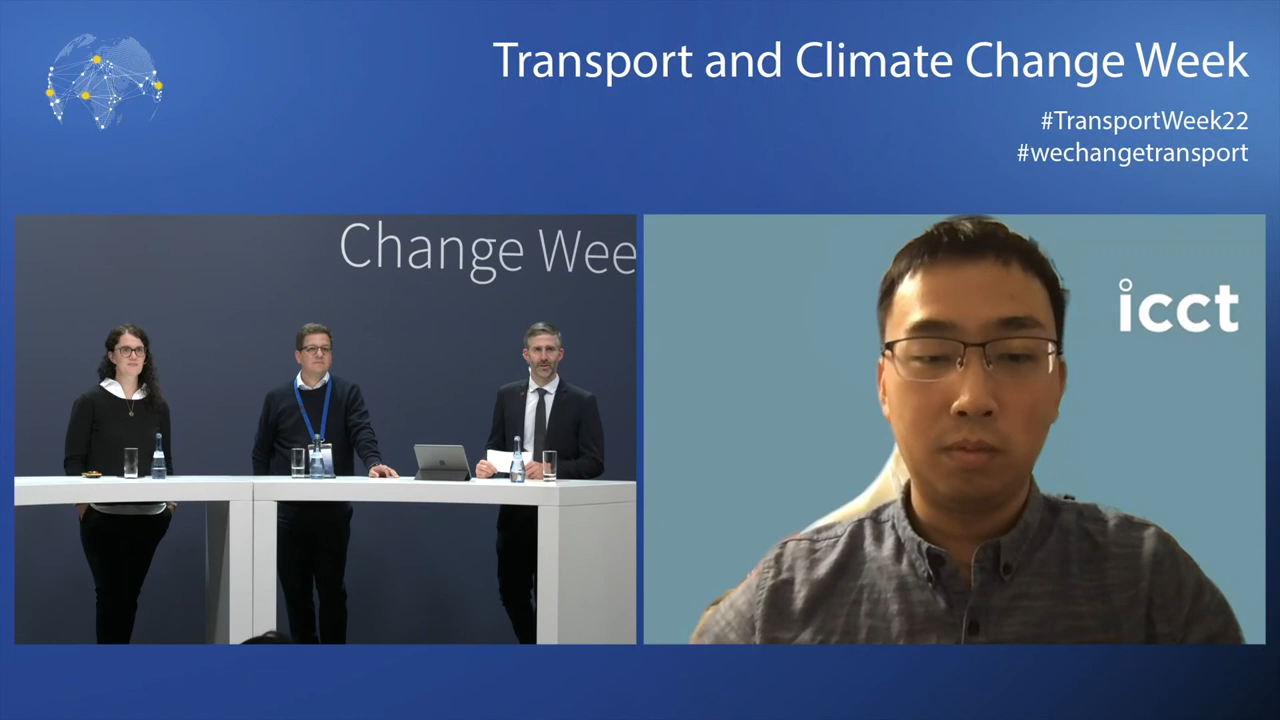 Transport and Climate Change Week
#TransportWeek22
#wechangetransport
Change Wee
icct